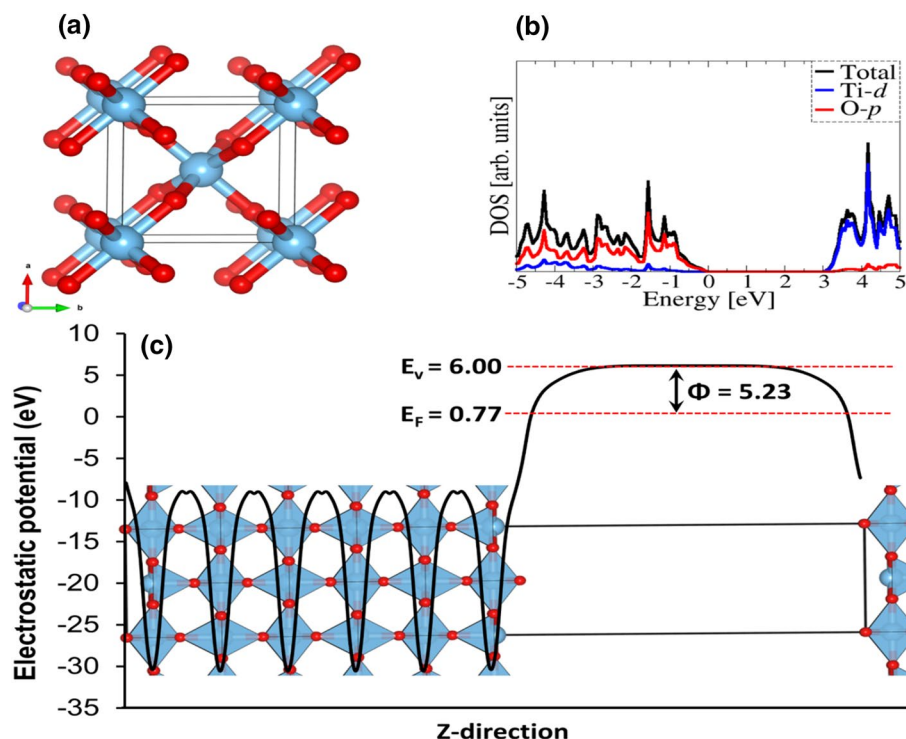 (a)
a
b
(b)
DOS [arb. units]
Total
Ti-d
O-p
-5 -4 -3 -2 -1 0 1 2 3 4 5
Energy [eV]
(c)
Electrostatic potential (eV)
10
5
0
-5
-10
-15
-20
-25
-30
-35
Ev = 6.00
Φ = 5.23
EF = 0.77
Z-direction